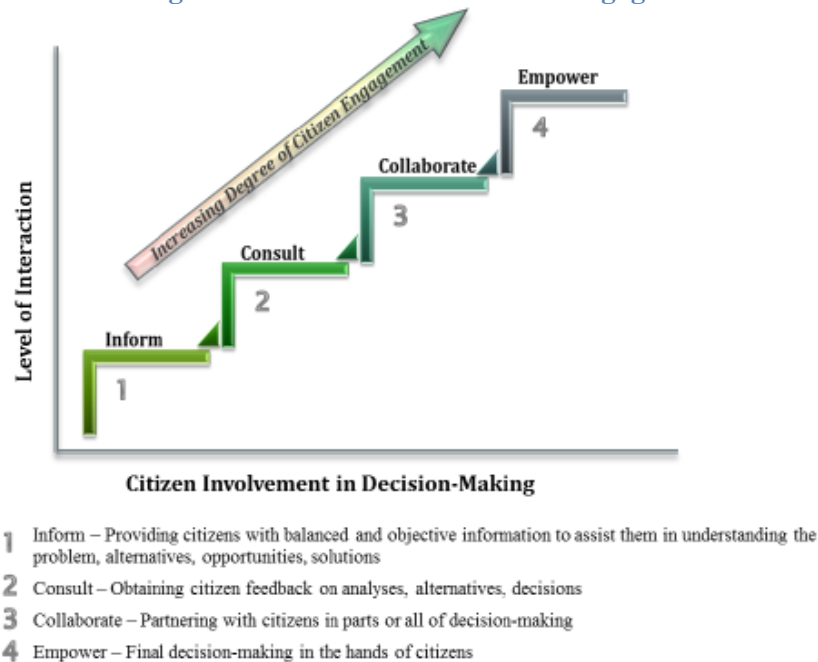 Increasing Degree of Citizen Engagement
Empower
4
Collaborate
3
Consult
2
Inform
1
Level of Interaction
Citizen Involvement in Decision-Making
1 Inform – Providing citizens with balanced and objective information to assist them in understanding the
problem, alternatives, opportunities, solutions
2 Consult – Obtaining citizen feedback on analyses, alternatives, decisions
3 Collaborate – Partnering with citizens in parts or all of decision-making
4 Empower – Final decision-making in the hands of citizens